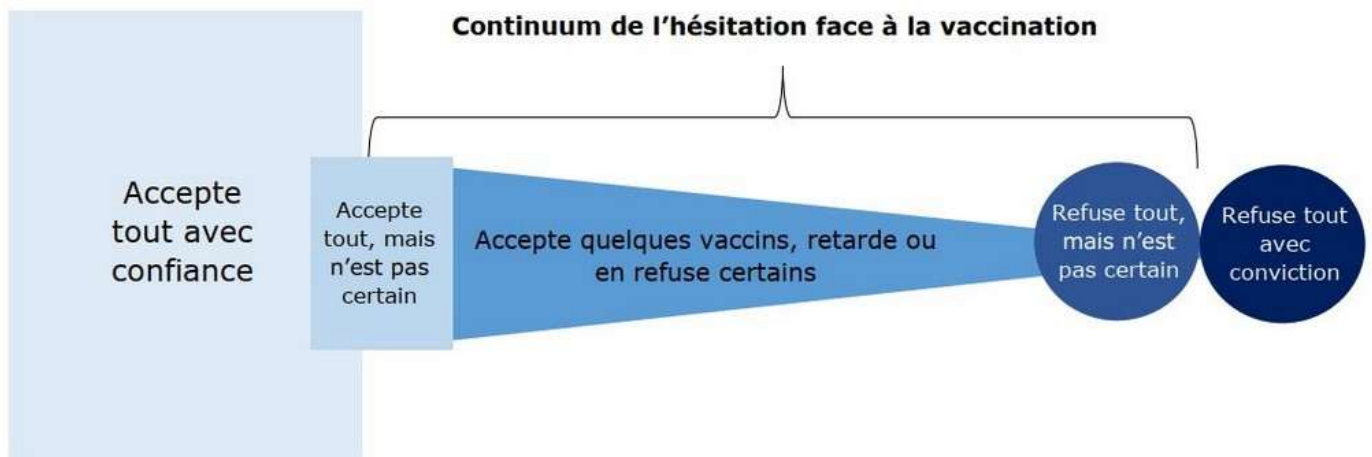 Continuum de l’hésitation face à la vaccination
Accepte
tout avec
confiance
Accepte
tout, mais
n’est pas
certain
Accepte quelques vaccins, retarde ou
en refuse certains
Refuse tout,
mais n’est
pas certain
Refuse tout
avec
conviction